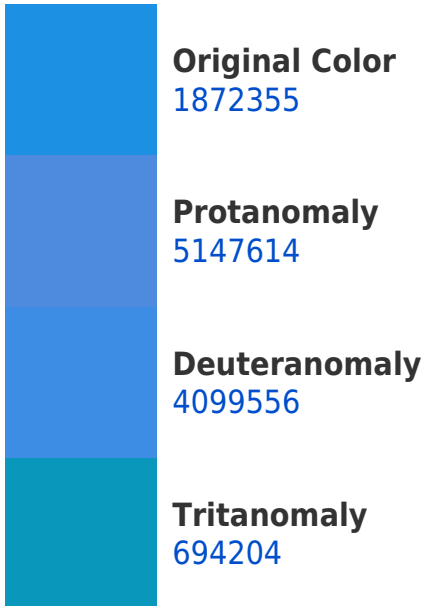 Original Color
1872355
Protanomaly
5147614
Deuteranomaly
4099556
Tritanomaly
694204